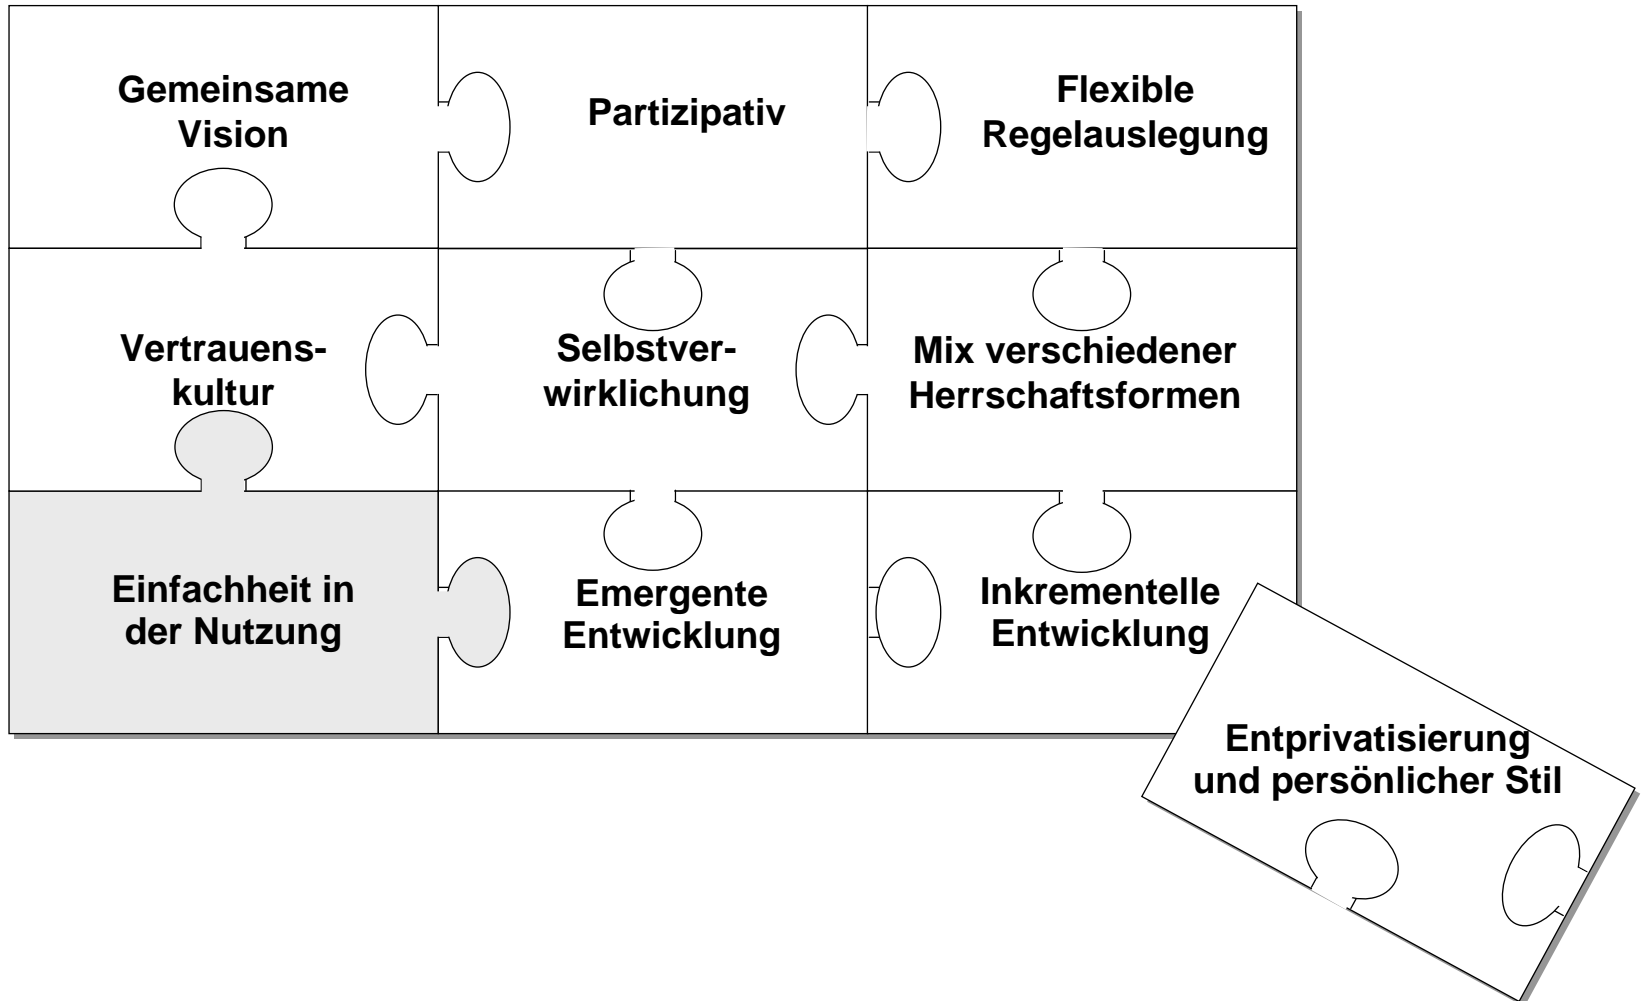 Gemeinsame
Vision
Partizipativ
Flexible
Regelauslegung
Vertrauens-
kultur
Selbstver-
wirklichung
Mix verschiedener
Herrschaftsformen
Einfachheit in
der Nutzung
Emergente
Entwicklung
Inkrementelle
Entwicklung
Entprivatisierung
und persönlicher Stil